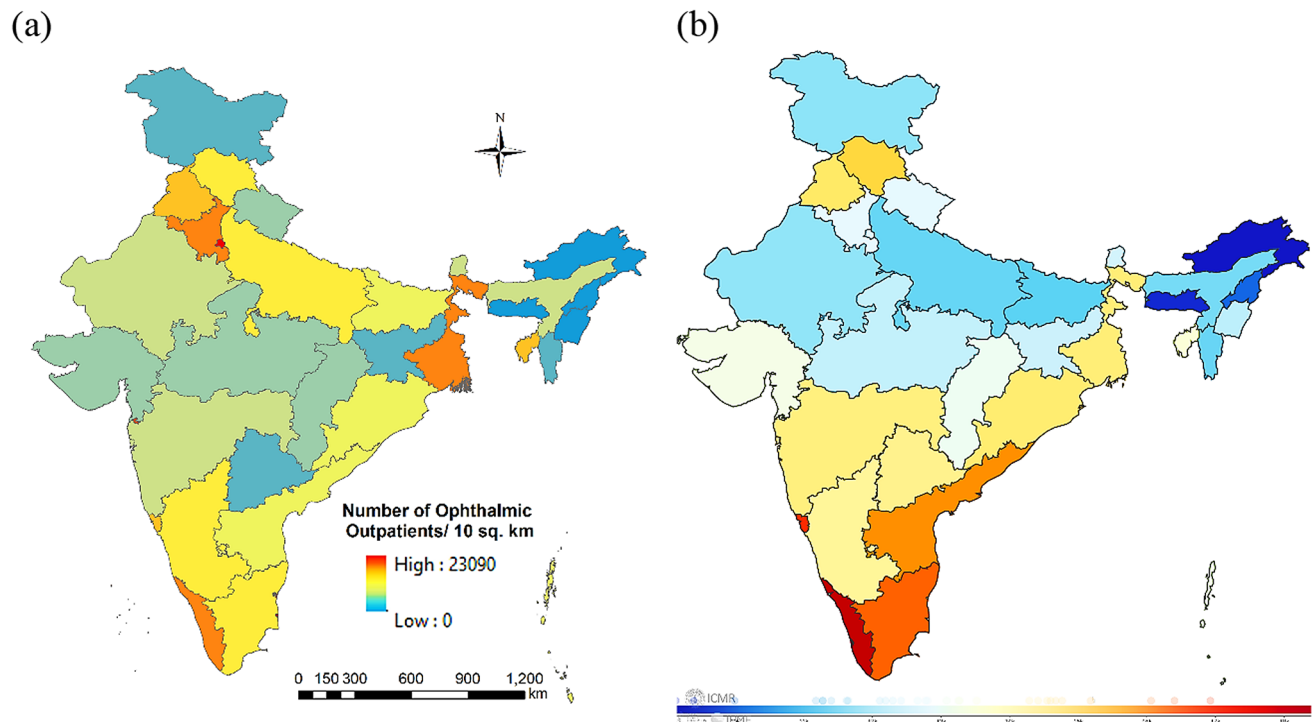 (a)
(b)
N
Number of Ophthalmic
Outpatients/ 10 sq. km
High : 23090
Low : 0
0 150 300 600 900 1,200
km
ICMR